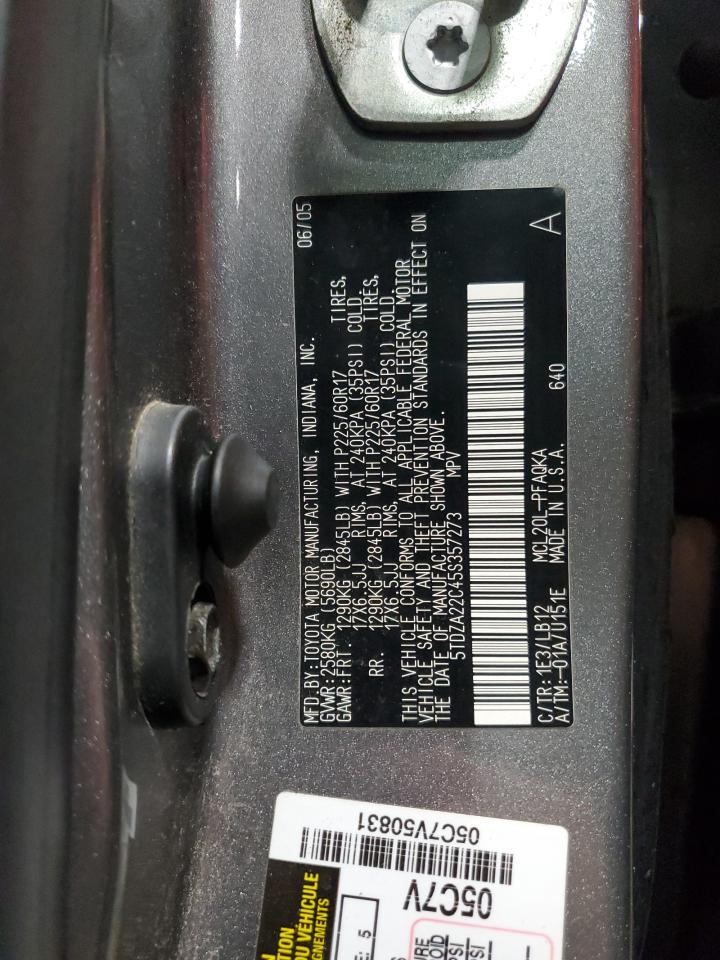 MFD.BY:TOYOTA MOTOR MANUFACTURING, INDIANA, INC. 06/05
GVWR:2580KG (5690LB)
GAWR:FRT. 1290KG (2845LB) WITH P225/60R17 TIRES,
17X6.5JJ RIMS, AT 240KPA (35PSI) COLD.
RR. 1290KG (2845LB) WITH P225/60R17 TIRES,
17X6.5JJ RIMS, AT 240KPA (35PSI) COLD.
THIS VEHICLE CONFORMS TO ALL APPLICABLE FEDERAL MOTOR
VEHICLE SAFETY AND THEFT PREVENTION STANDARDS IN EFFECT ON
THE DATE OF MANUFACTURE SHOWN ABOVE.
5TDZA22C45S357273 MPV
C/TR:1E3/LB12 MCL20L-PFAQKA 640
A/TM:-01A/U151E MADE IN U.S.A. A
05C7V50831
05C7V
DU VÉHICULE
: 5